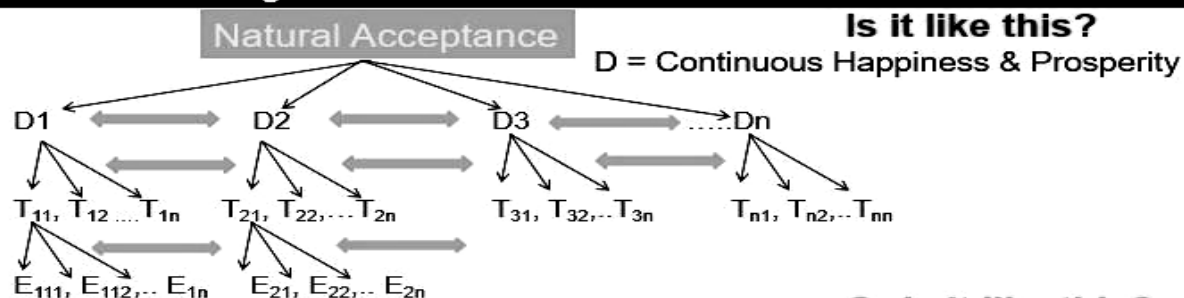 Natural Acceptance
Is it like this?
D = Continuous Happiness & Prosperity
D1 D2 D3 .....Dn
T11, T12 ....T1n T21, T22,...T2n T31, T32,..T3n Tn1, Tn2,..Tnn
E111, E112,.. E1n E21, E22,.. E2n